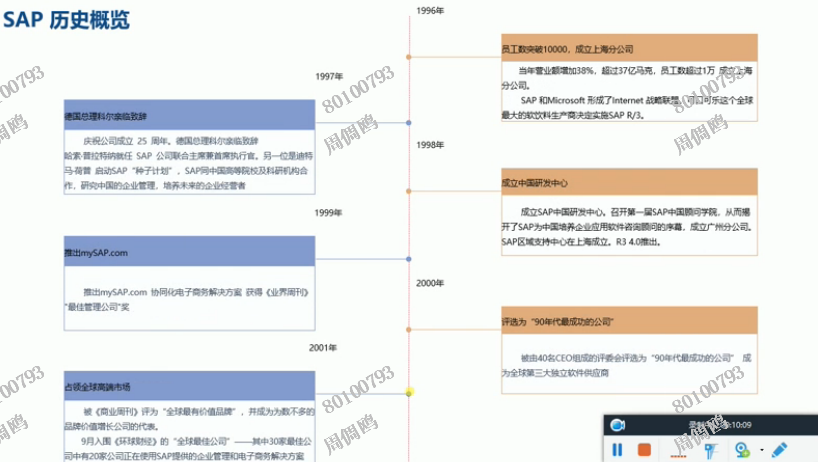 SAP 历史概览
1996年
员工数突破10000，成立上海分公司
当年营业额增加38%，超过37亿马克，员工数超过1万 成立上海
分公司。
SAP 和Microsoft 形成了Internet 战略联盟，可口可乐这个全球
最大的软饮料生产商决定实施SAP R/3。
1997年
德国总理科尔亲临致辞
庆祝公司成立 25 周年。德国总理科尔亲临致辞
哈索·普拉特纳就任 SAP 公司联合主席兼首席执行官。另一位是迪特
马·荷普 启动SAP“种子计划”，SAP同中国高等院校及科研机构合
作，研究中国的企业管理，培养未来的企业经营者
1998年
成立中国研发中心
成立SAP中国研发中心。召开第一届SAP中国顾问学院，从而揭
开了SAP为中国培养企业应用软件咨询顾问的序幕，成立广州分公司。
SAP区域支持中心在上海成立。R3 4.0推出。
1999年
推出mySAP.com
推出mySAP.com 协同化电子商务解决方案 获得《业界周刊》
“最佳管理公司”奖
2000年
评选为“90年代最成功的公司”
被由40名CEO组成的评委会评选为“90年代最成功的公司” 成
为全球第三大独立软件供应商
2001年
占领全球高端市场
被《商业周刊》评为“全球最有价值品牌”，并成为为数不多的
品牌价值增长公司的代表。
9月入围《环球财经》的“全球最佳公司”——其中30家最佳公
司中有20家公司正在使用SAP提供的企业管理和电子商务解决方案
80100793
周倜鸥
80100793
周倜鸥
80100793
周倜鸥
80100793
周倜鸥
80100793
周倜鸥
80100793
周倜鸥
:10:09